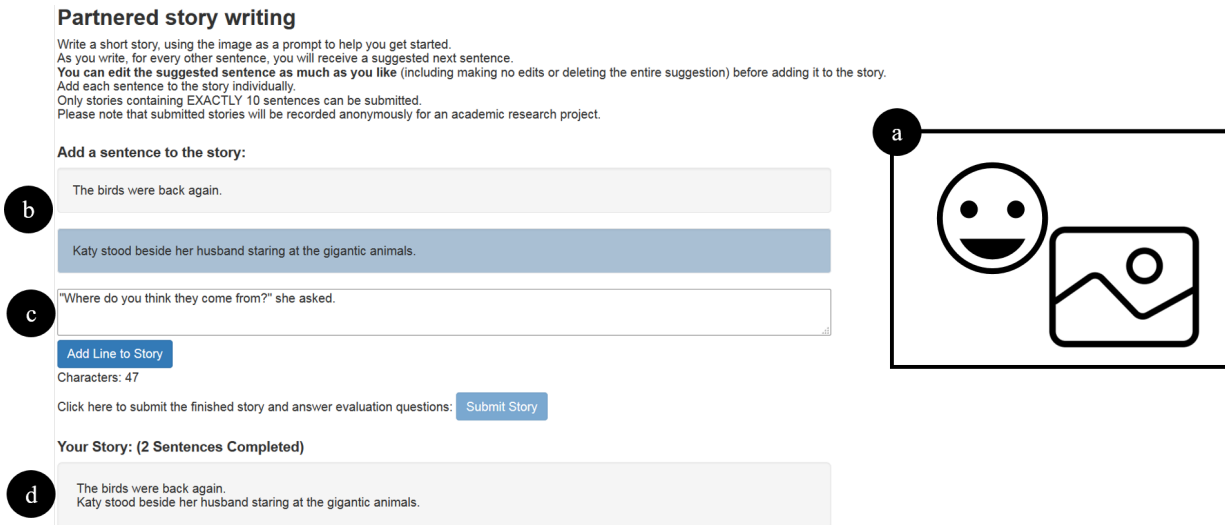 Partnered story writing
Write a short story, using the image as a prompt to help you get started.
As you write, for every other sentence, you will receive a suggested next sentence.
You can edit the suggested sentence as much as you like (including making no edits or deleting the entire suggestion) before adding it to the story.
Add each sentence to the story individually.
Only stories containing EXACTLY 10 sentences can be submitted.
Please note that submitted stories will be recorded anonymously for an academic research project.
a
Add a sentence to the story:
The birds were back again.
b
Katy stood beside her husband staring at the gigantic animals.
"Where do you think they come from?" she asked.
c
Add Line to Story
Characters: 47
Click here to submit the finished story and answer evaluation questions: Submit Story
Your Story: (2 Sentences Completed)
d
The birds were back again.
Katy stood beside her husband staring at the gigantic animals.